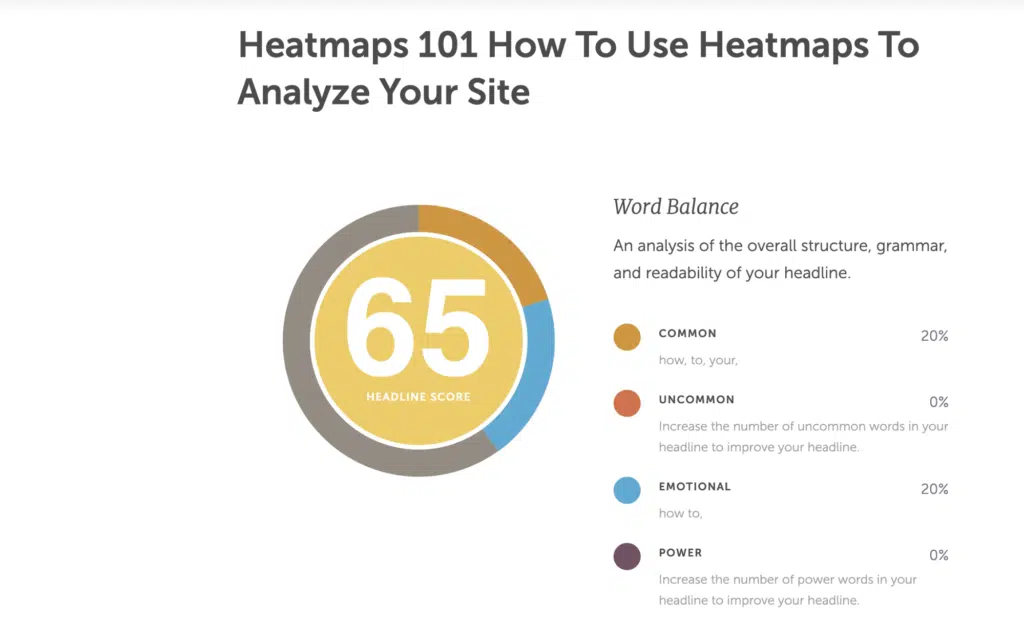 Heatmaps 101 How To Use Heatmaps To
Analyze Your Site
65
HEADLINE SCORE
Word Balance
An analysis of the overall structure, grammar,
and readability of your headline.
COMMON 20%
how, to, your,
UNCOMMON 0%
Increase the number of uncommon words in your
headline to improve your headline.
EMOTIONAL 20%
how to,
POWER 0%
Increase the number of power words in your
headline to improve your headline.